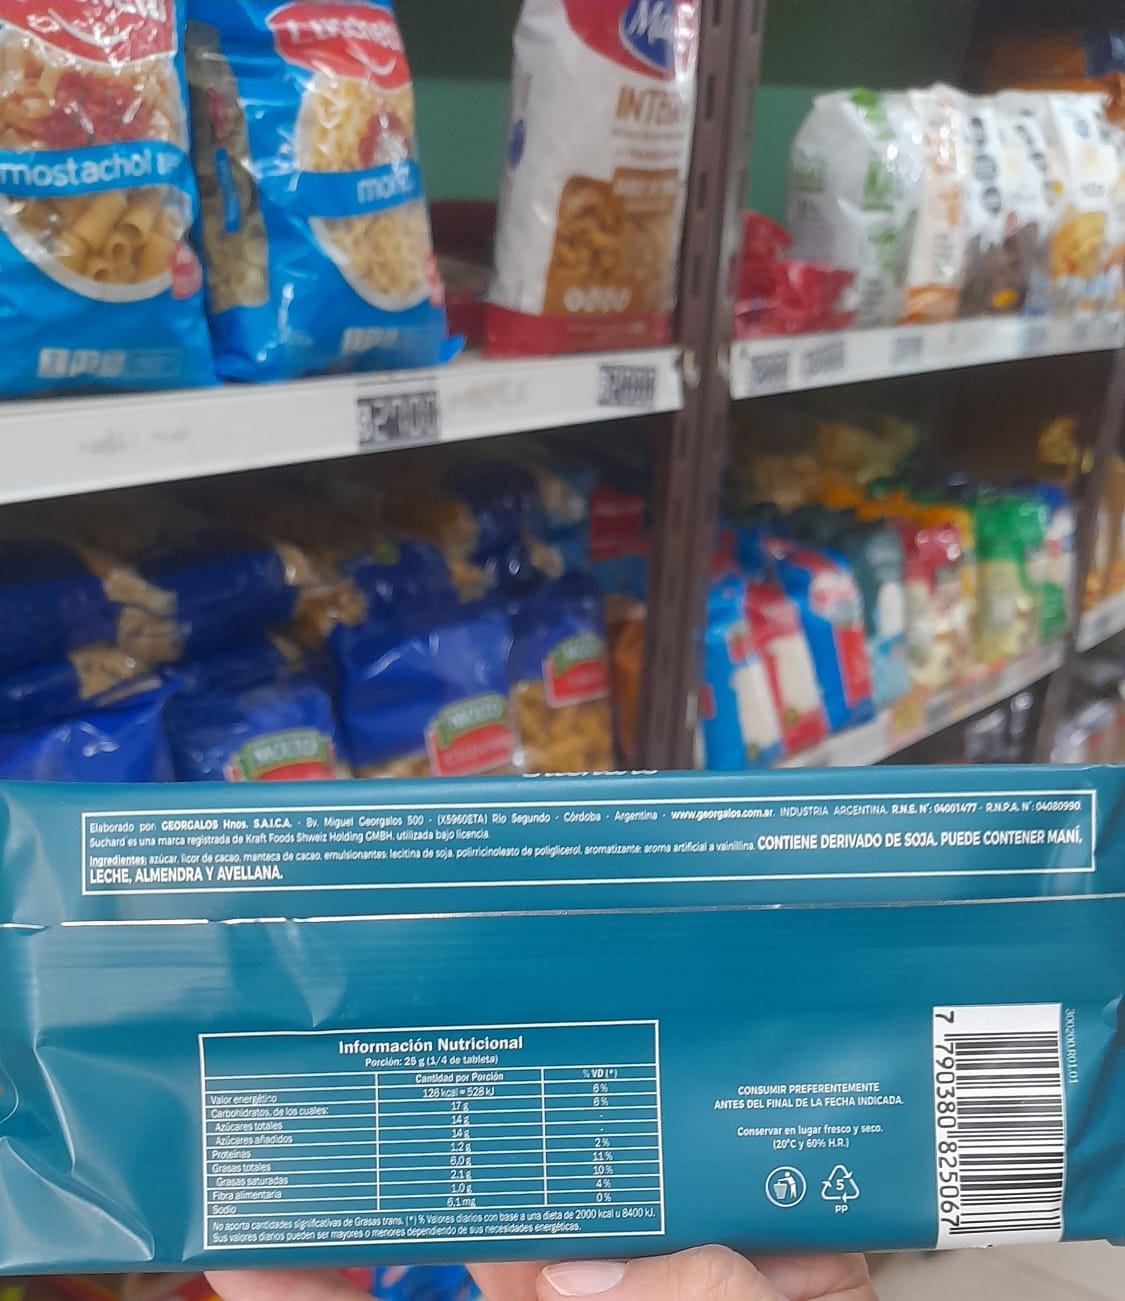 mostachol
INTE
$2700
Elaborado por: GEORGALOS Hnos. S.A.I.C.A. - Bv. Miguel Georgalos 500 - (X5960ETA) Río Segundo - Córdoba - Argentina - www.georgalos.com.ar. INDUSTRIA ARGENTINA. R.N.E. N°: 04001477 - R.N.P.A. N°: 04080990
Suchard es una marca registrada de Kraft Foods Shweiz Holding GMBH, utilizada bajo licencia.
Ingredientes: azúcar, licor de cacao, manteca de cacao, emulsionantes: lecitina de soja, polirricinoleato de poliglicerol, aromatizante: aroma artificial a vainillina. CONTIENE DERIVADO DE SOJA. PUEDE CONTENER MANÍ,
LECHE, ALMENDRA Y AVELLANA.
Información Nutricional
Porción: 25 g (1/4 de tableta)
Cantidad por Porción % VD (*)
Valor energético 126 kcal = 528 kJ 6%
Carbohidratos, de los cuales: 17 g 6%
Azúcares totales 14 g -
Azúcares añadidos 14 g -
Proteínas 1,2 g 2%
Grasas totales 6,0 g 11%
Grasas saturadas 2,1 g 10%
Fibra alimentaria 1,0 g 4%
Sodio 6,1 mg 0%
No aporta cantidades significativas de Grasas trans. (*) % Valores diarios con base a una dieta de 2000 kcal u 8400 kJ.
Sus valores diarios pueden ser mayores o menores dependiendo de sus necesidades energéticas.
CONSUMIR PREFERENTEMENTE
ANTES DEL FINAL DE LA FECHA INDICADA.
Conservar en lugar fresco y seco.
(20°C y 60% H.R.)
5
PP
7 790380 825067
300200.R01.01